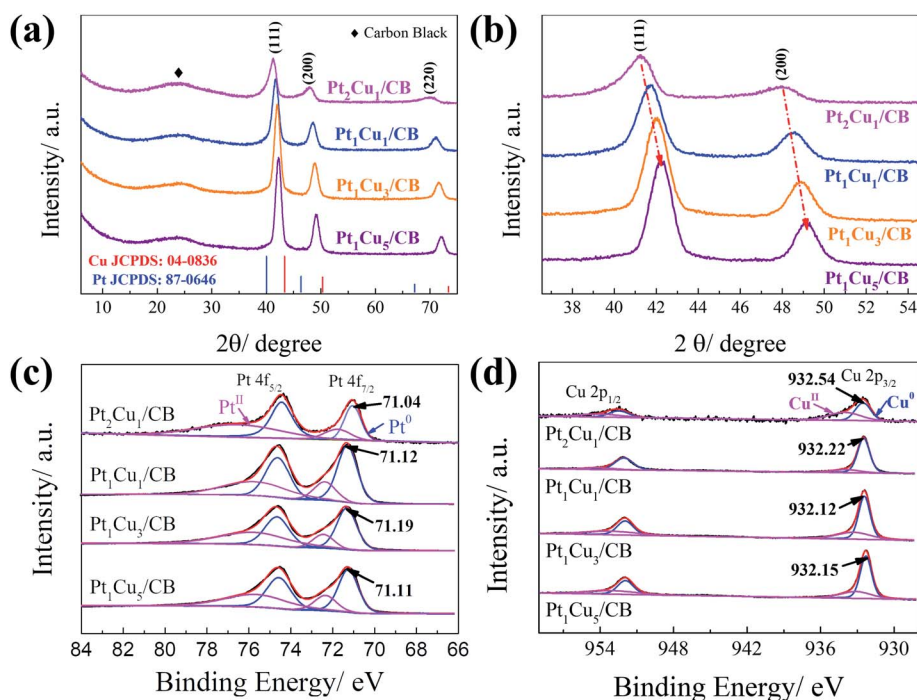 (a)
◆ Carbon Black
(111)
(200)
(220)
Pt₂Cu₁/CB
Pt₁Cu₁/CB
Pt₁Cu₃/CB
Pt₁Cu₅/CB
Cu JCPDS: 04-0836
Pt JCPDS: 87-0646
Intensity/ a.u.
10 20 30 40 50 60 70
2θ/ degree
(b)
(111)
(200)
Pt₂Cu₁/CB
Pt₁Cu₁/CB
Pt₁Cu₃/CB
Pt₁Cu₅/CB
Intensity/ a.u.
38 40 42 44 46 48 50 52 54
2 θ/ degree
(c)
Pt 4f₅/₂ Pt 4f₇/₂
Ptᴵᴵ
71.04
Pt⁰
Pt₂Cu₁/CB
71.12
Pt₁Cu₁/CB
71.19
Pt₁Cu₃/CB
71.11
Pt₁Cu₅/CB
Intensity/ a.u.
84 82 80 78 76 74 72 70 68 66
Binding Energy/ eV
(d)
932.54 Cu 2p₃/₂
Cu 2p₁/₂
Cuᴵᴵ Cu⁰
Pt₂Cu₁/CB
932.22
Pt₁Cu₁/CB
932.12
Pt₁Cu₃/CB
932.15
Pt₁Cu₅/CB
Intensity/ a.u.
954 948 942 936 930
Binding Energy/ eV